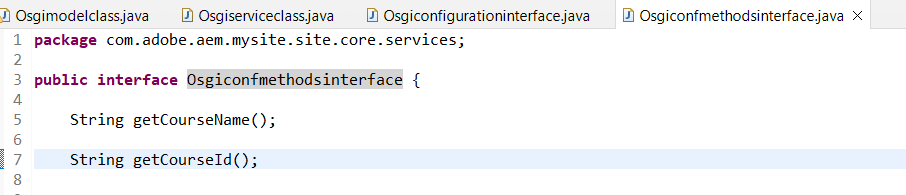 Osgimodelclass.java Osgiserviceclass.java Osgiconfigurationinterface.java Osgiconfmethodsinterface.java
1 package com.adobe.aem.mysite.site.core.services;
2
3 public interface Osgiconfmethodsinterface {
4
5 String getCourseName();
6
7 String getCourseId();
8